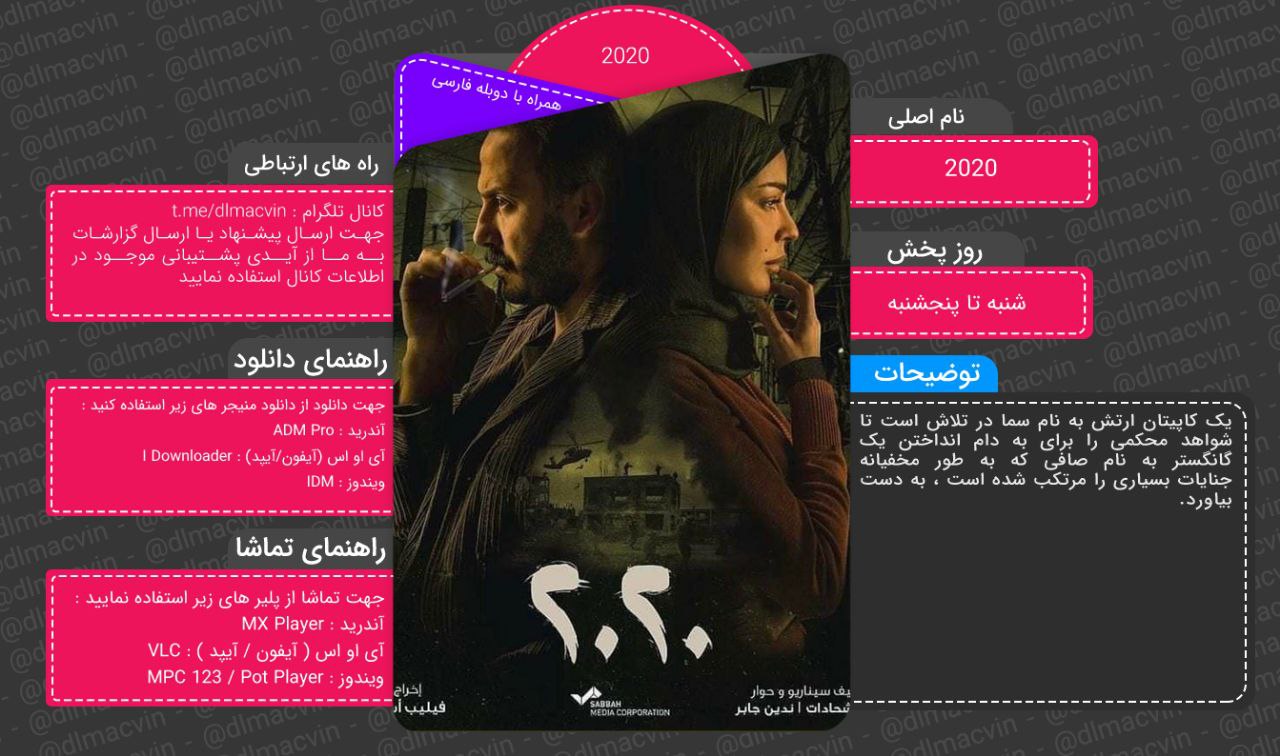 2020
همراه با دوبله فارسی
نام اصلی
2020
روز پخش
شنبه تا پنجشنبه
توضیحات
یک کاپیتان ارتش به نام سما در تلاش است تا
شواهد محکمی را برای به دام انداختن یک
گانگستر به نام صافی که به طور مخفیانه
جنایات بسیاری را مرتکب شده است ، به دست
بیاورد.
راه های ارتباطی
کانال تلگرام : t.me/dlmacvin
جهت ارسال پیشنهاد یا ارسال گزارشات
به ما از آیدی پشتیبانی موجود در
اطلاعات کانال استفاده نمایید
راهنمای دانلود
جهت دانلود از دانلود منیجر های زیر استفاده کنید :
آندرید : ADM Pro
آی او اس (آیفون/آیپد) : I Downloader
ویندوز : IDM
راهنمای تماشا
جهت تماشا از پلیر های زیر استفاده نمایید :
آندرید : MX Player
آی او اس ( آیفون / آیپد ) : VLC
ویندوز : MPC 123 / Pot Player
٢٠٢٠
سيناريو و حوار
نادين جابر
SABBAH
MEDIA CORPORATION
فيليب
@dlmacvin - @dlmacvin - @dlmacvin